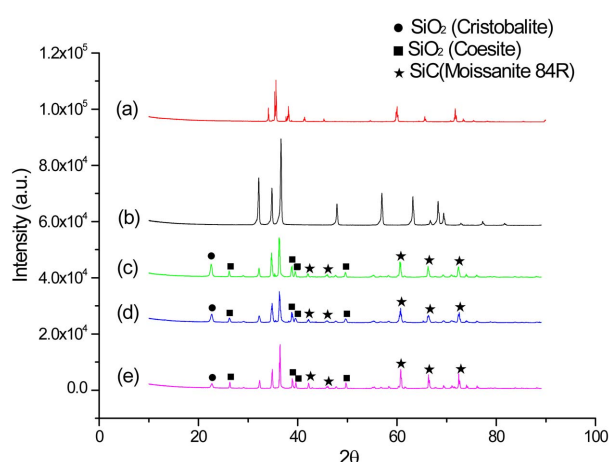 ● SiO₂ (Cristobalite)
■ SiO₂ (Coesite)
★ SiC(Moissanite 84R)
1.2x10⁵
1.0x10⁵
8.0x10⁴
6.0x10⁴
4.0x10⁴
2.0x10⁴
0.0
Intensity (a.u.)
(a)
(b)
(c)
(d)
(e)
0 20 40 60 80 100
2θ